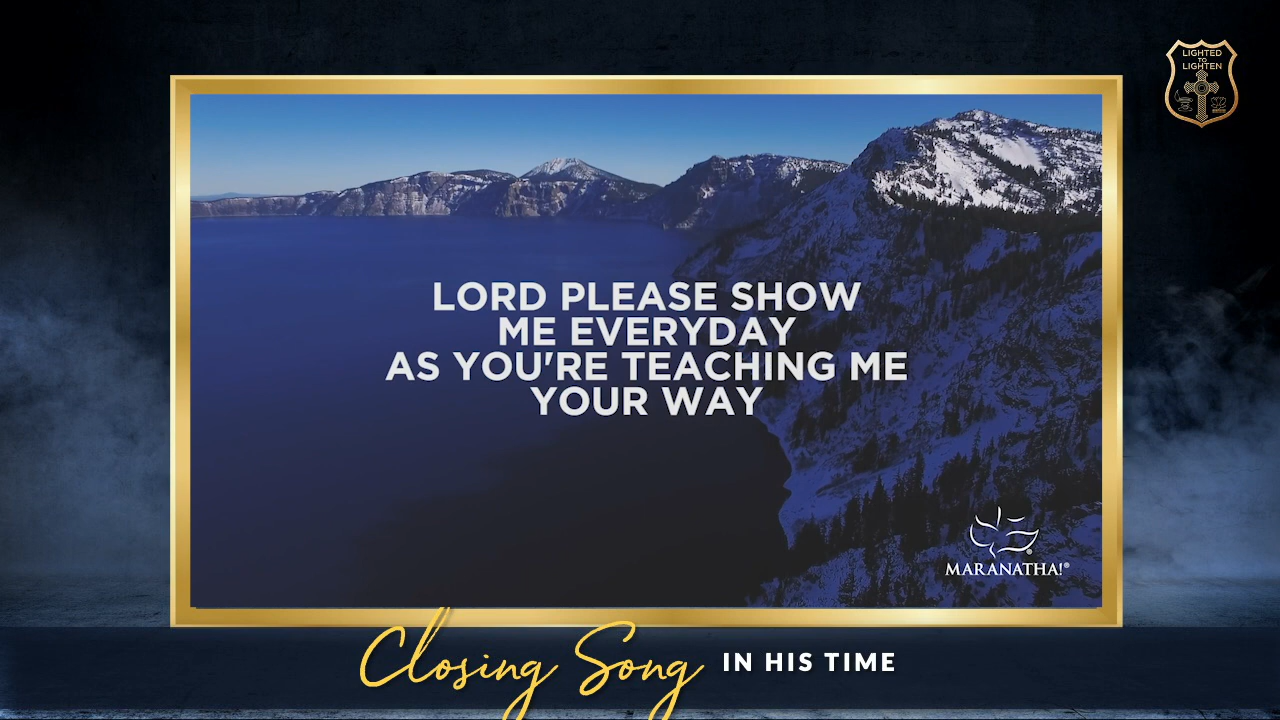 LIGHTED
TO
LIGHTEN
LORD PLEASE SHOW
ME EVERYDAY
AS YOU'RE TEACHING ME
YOUR WAY
MARANATHA!®
Closing Song IN HIS TIME